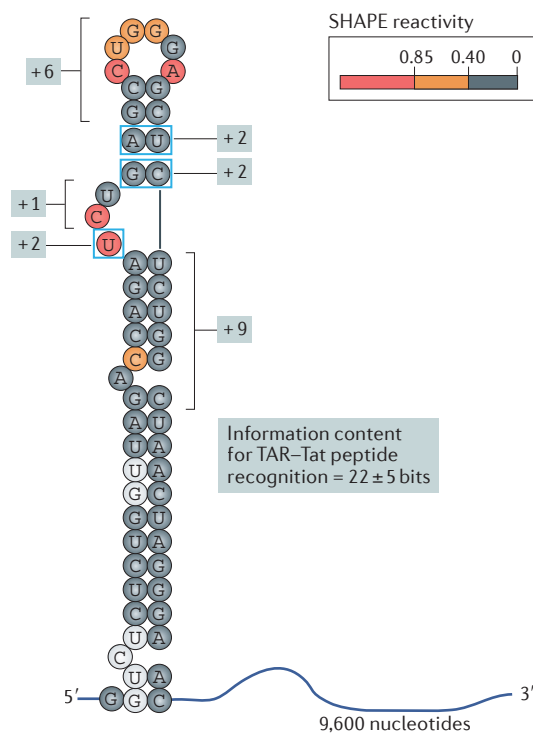 SHAPE reactivity
0.85 0.40 0
G G
U G
C A
+6
C G
G C
A U +2
G C +2
U
+1
C
+2 U
A U
G C
A U
C G +9
C G
A
G C
A U
U A
U A
G C
G U
U A
C G
U G
C G
U A
C
U A
5′ G G C 3′
Information content
for TAR–Tat peptide
recognition = 22 ± 5 bits
9,600 nucleotides